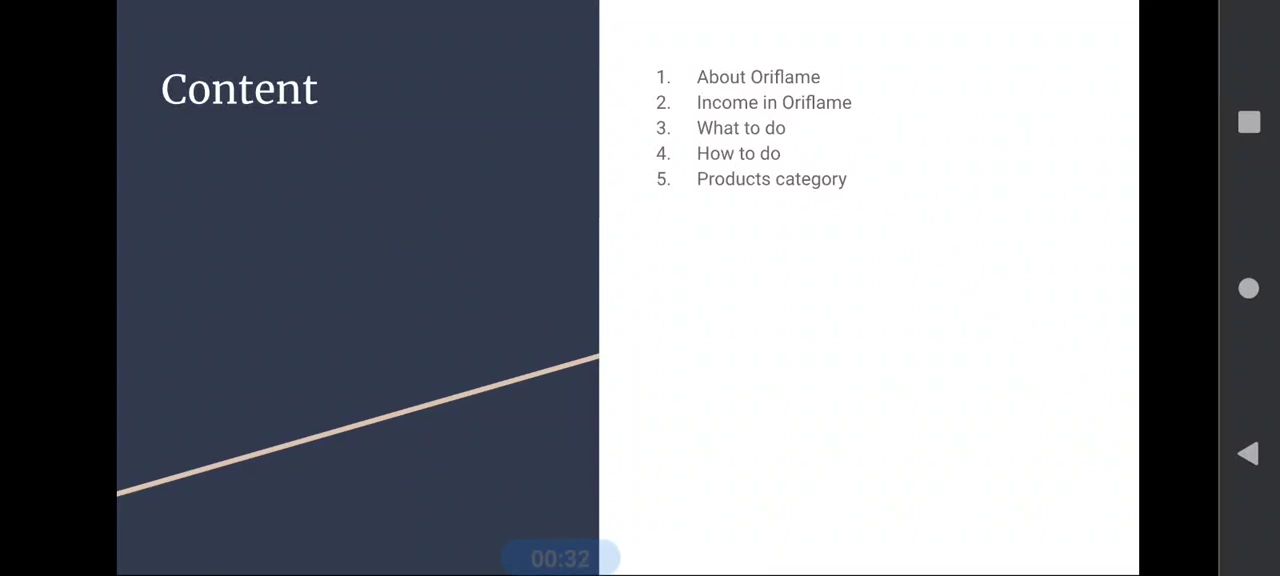 Content
1. About Oriflame
2. Income in Oriflame
3. What to do
4. How to do
5. Products category
00:32